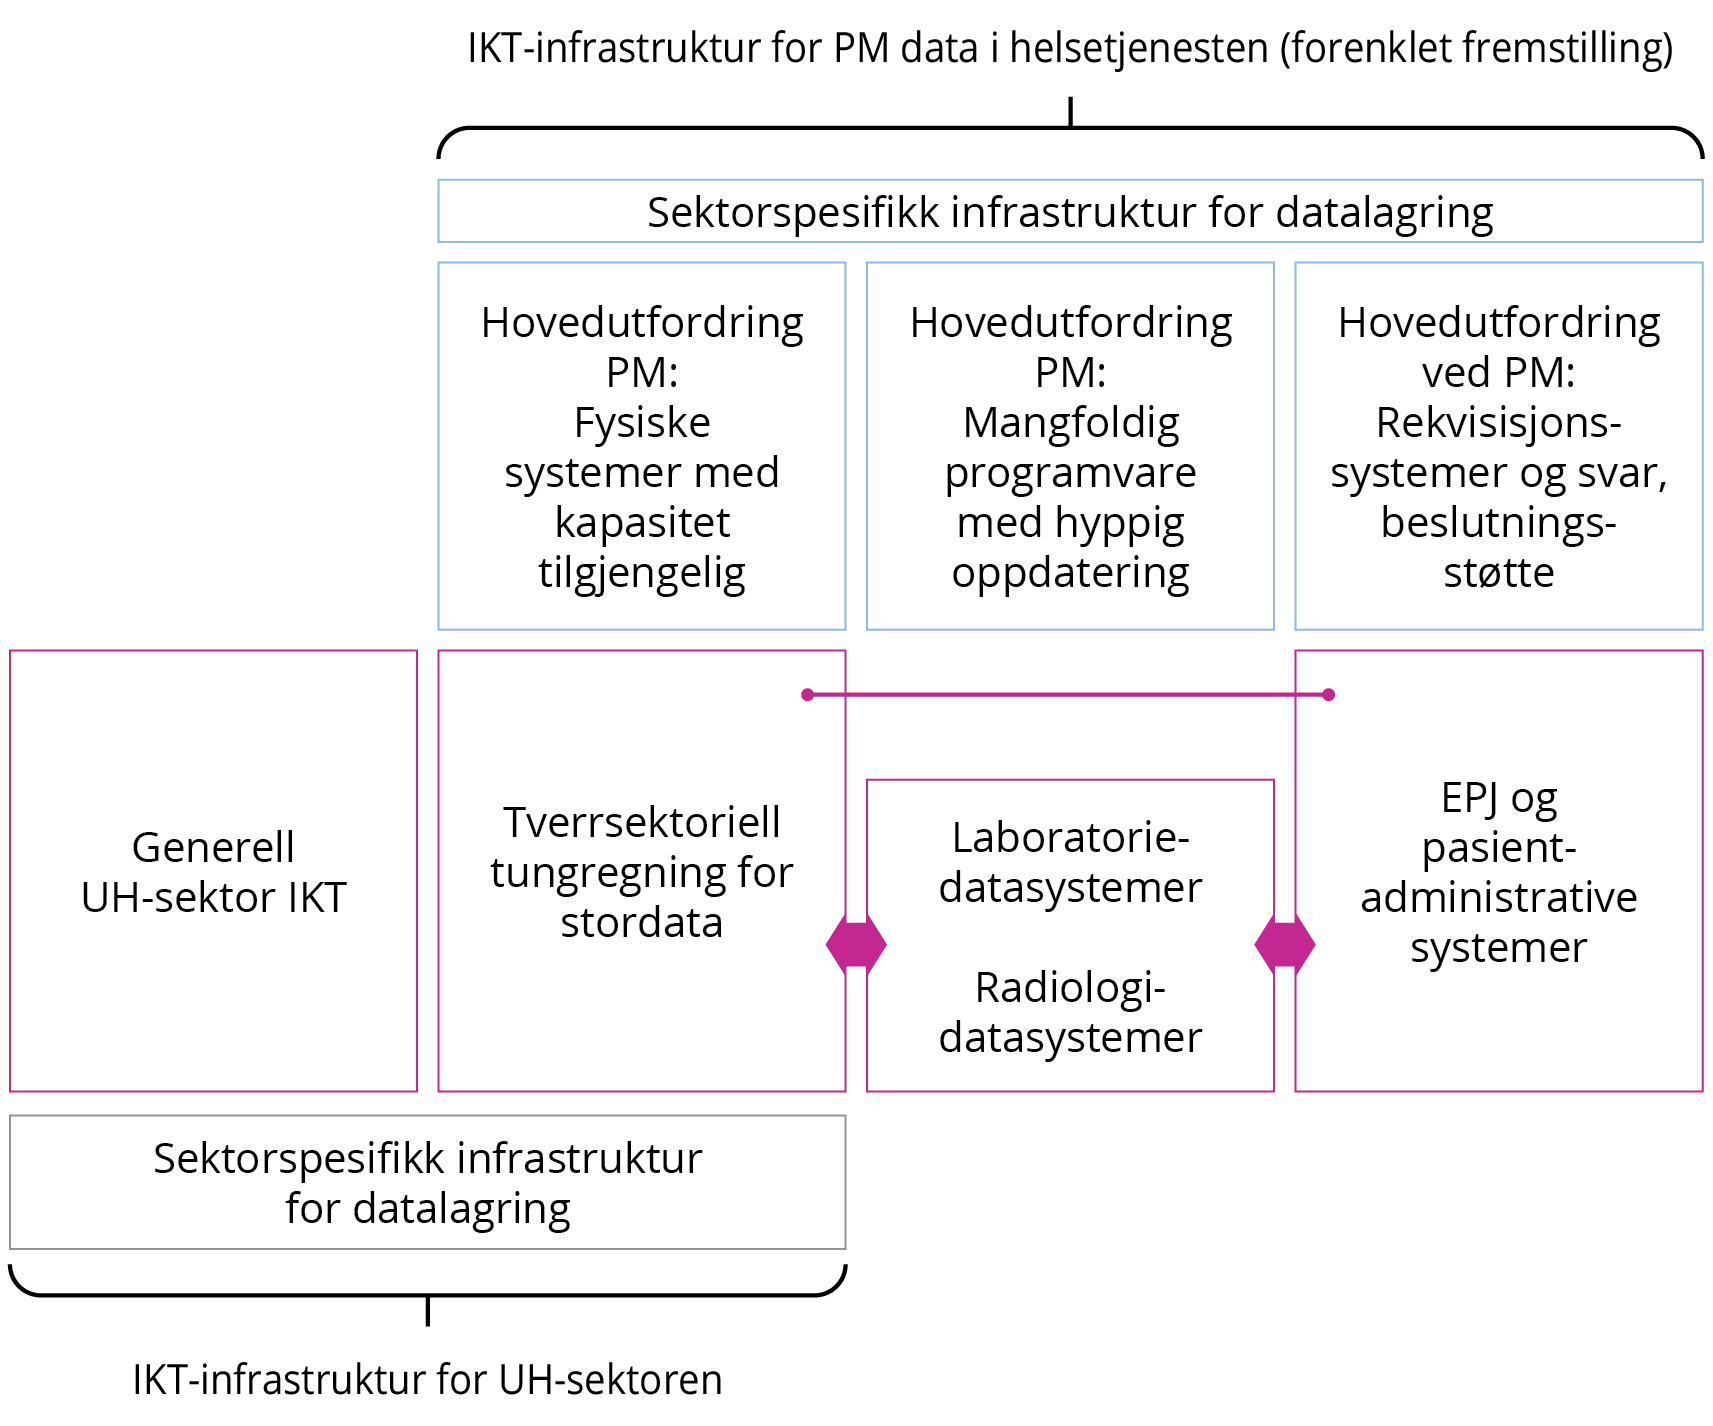 IKT-infrastruktur for PM data i helsetjenesten (forenklet fremstilling)
Sektorspesifikk infrastruktur for datalagring
Hovedutfordring
PM:
Fysiske
systemer med
kapasitet
tilgjengelig
Hovedutfordring
PM:
Mangfoldig
programvare
med hyppig
oppdatering
Hovedutfordring
ved PM:
Rekvisisjons-
systemer og svar,
beslutnings-
støtte
Generell
UH-sektor IKT
Tverrsektoriell
tungregning for
stordata
Laboratorie-
datasystemer
Radiologi-
datasystemer
EPJ og
pasient-
administrative
systemer
Sektorspesifikk infrastruktur
for datalagring
IKT-infrastruktur for UH-sektoren